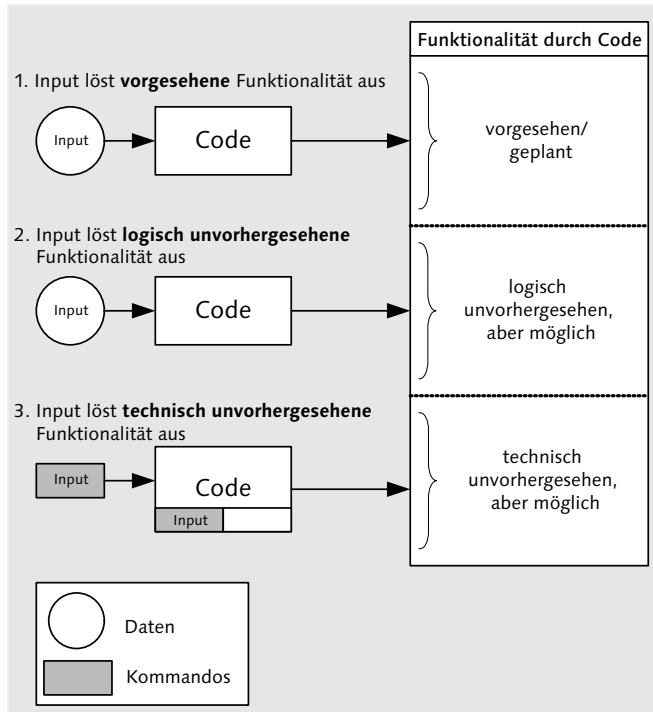 Funktionalität durch Code
1. Input löst vorgesehene Funktionalität aus
Input
Code
vorgesehen/
geplant
2. Input löst logisch unvorhergesehene
Funktionalität aus
Input
Code
logisch
unvorhergesehen,
aber möglich
3. Input löst technisch unvorhergesehene
Funktionalität aus
Input
Code
Input
technisch
unvorhergesehen,
aber möglich
Daten
Kommandos